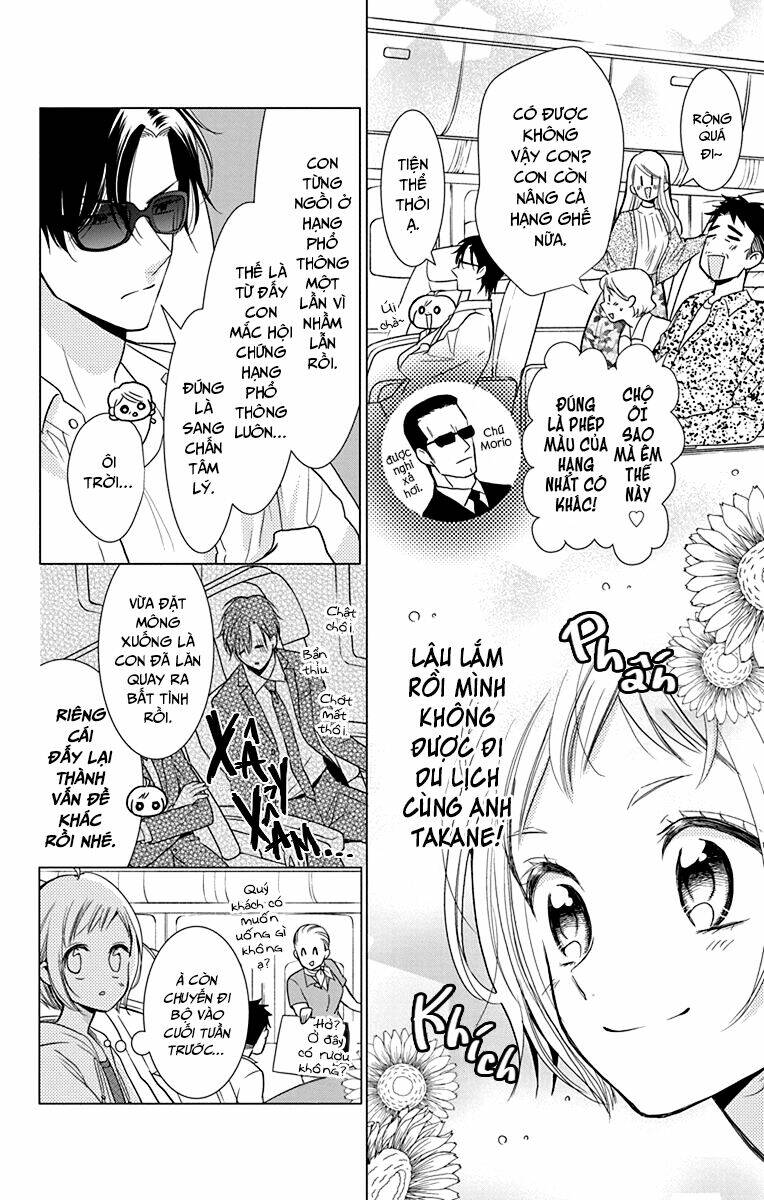 RỘNG
QUÁ
ĐI~
CÓ ĐƯỢC
KHÔNG
VẬY CON?
CON CÒN
NÂNG CẢ
HẠNG GHẾ
NỮA.
TIỆN
THỂ
THÔI
Ạ.
Úi
chà~
CHỘ
ÔI
SAO
MÀ ÊM
THẾ
NÀY
♡
ĐÚNG
LÀ PHÉP
MÀU CỦA
HẠNG
NHẤT CÓ
KHÁC!
Chú
Morio
được
nghỉ
xả
hơi.
Phấn
LÂU LẮM
RỒI MÌNH
KHÔNG
ĐƯỢC ĐI
DU LỊCH
CÙNG ANH
TAKANE!
Khích
CON
TỪNG
NGỒI Ở
HẠNG
PHỔ
THÔNG
MỘT
LẦN VÌ
NHẦM
LẪN
RỒI.
THẾ LÀ
TỪ ĐẤY
CON
MẮC HỘI
CHỨNG
HẠNG PHỔ
THÔNG
LUÔN...
ĐÚNG
LÀ
SANG
CHẤN
TÂM
LÝ.
ÔI
TRỜI...
VỪA ĐẶT
MÔNG
XUỐNG LÀ
CON ĐÃ LĂN
QUAY RA
BẤT TỈNH
RỒI.
Chật
chội
Bẩn
thỉu
Chớt
mất
thôi
XÂY
XẨM...
RIÊNG
CÁI
ĐẤY LẠI
THÀNH
VẤN ĐỀ
KHÁC
RỒI NHÉ.
Quý
khách có
muốn
uống gì
không
ạ?
Hở?
Ở đây
có rượu
không?
À CÒN
CHUYẾN ĐI
BỘ VÀO
CUỐI TUẦN
TRƯỚC...